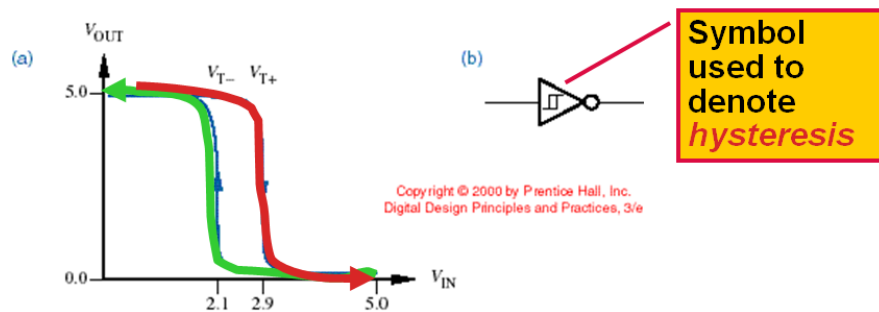 V_OUT
(a)
V_T–
V_T+
5.0
0.0
2.1
2.9
5.0
V_IN
(b)
Symbol
used to
denote
hysteresis
Copyright © 2000 by Prentice Hall, Inc.
Digital Design Principles and Practices, 3/e